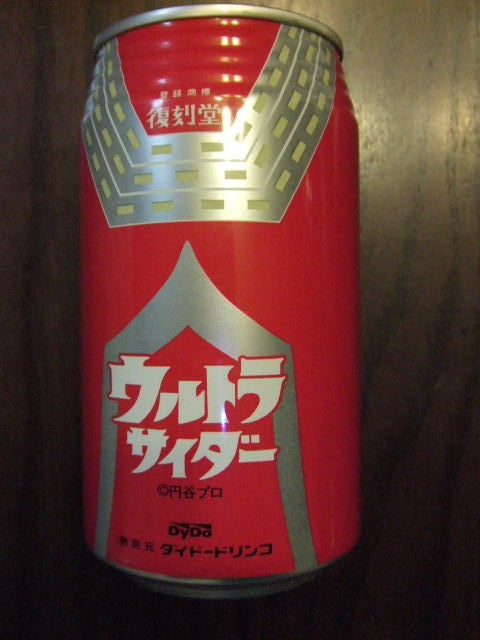 登録商標
復刻堂
ウルトラ
サイダー
©円谷プロ
DyDo
発売元 ダイドードリンコ